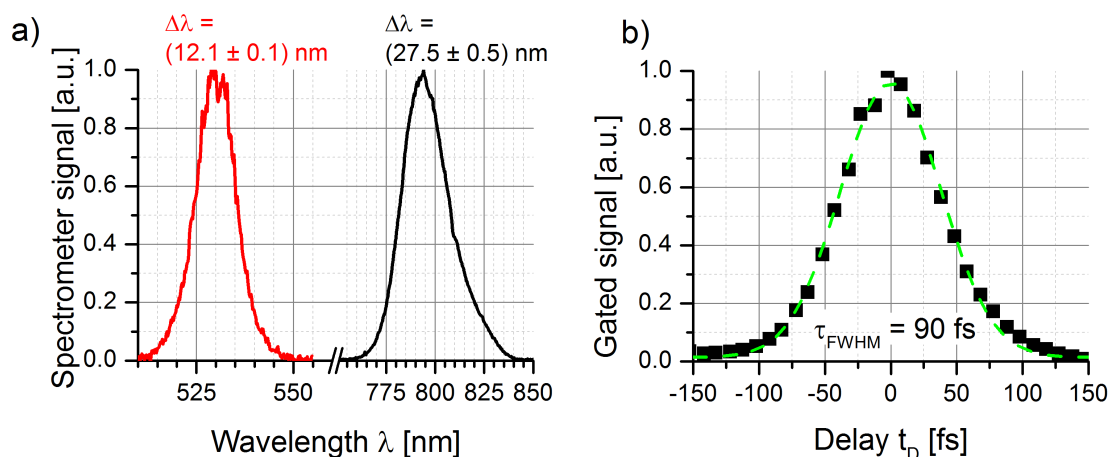 a)
Δλ =
(12.1 ± 0.1) nm
Δλ =
(27.5 ± 0.5) nm
Spectrometer signal [a.u.]
1.0
0.8
0.6
0.4
0.2
0.0
525
550
775
800
825
850
Wavelength λ [nm]
b)
Gated signal [a.u.]
1.0
0.8
0.6
0.4
0.2
0.0
τFWHM = 90 fs
-150
-100
-50
0
50
100
150
Delay tD [fs]